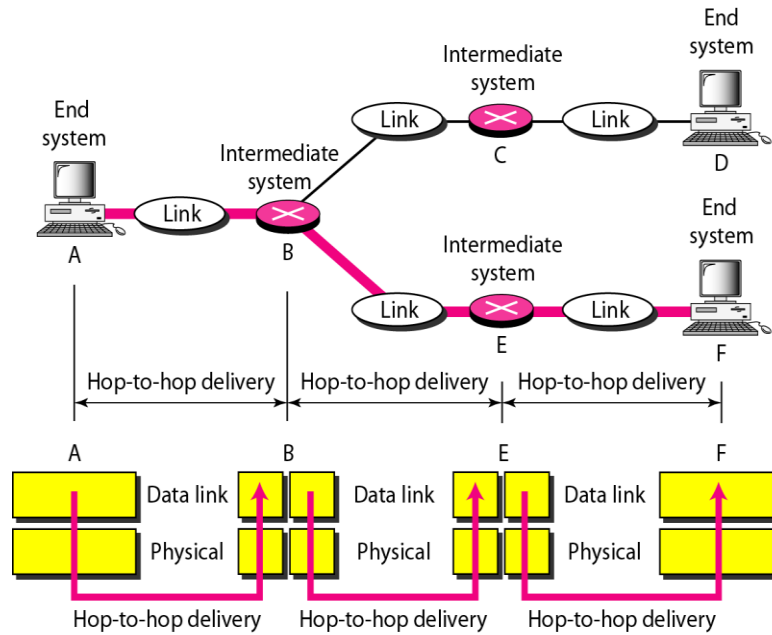 End
system
Intermediate
system
Link
C
Link
D
End
system
Intermediate
system
Link
A
B
End
system
Intermediate
system
Link
E
Link
F
Hop-to-hop delivery
Hop-to-hop delivery
Hop-to-hop delivery
A
B
E
F
Data link
Data link
Data link
Physical
Physical
Physical
Hop-to-hop delivery
Hop-to-hop delivery
Hop-to-hop delivery